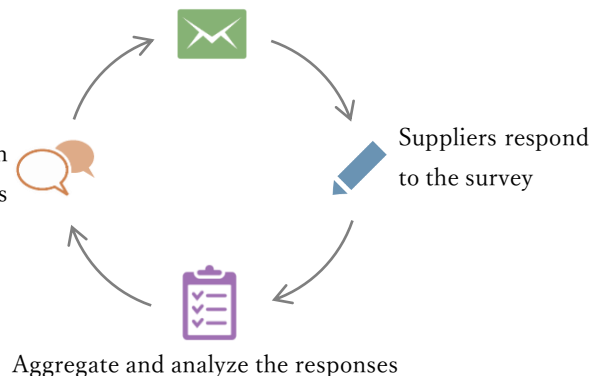 Suppliers respond
to the survey
Aggregate and analyze the responses